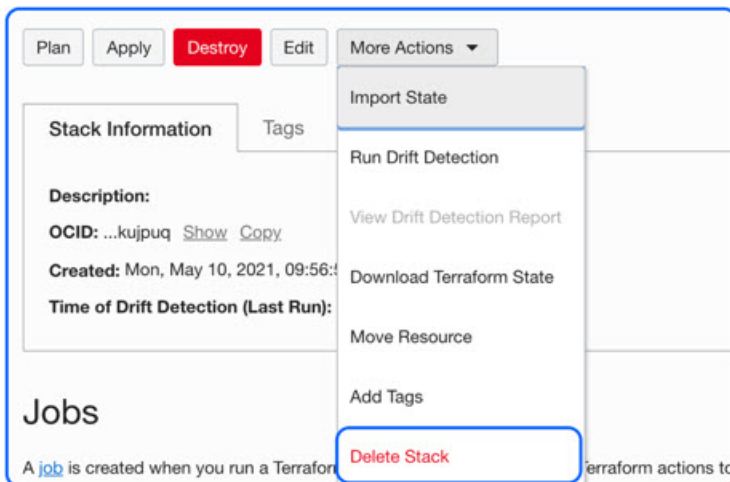 Plan Apply Destroy Edit More Actions
Import State
Stack Information Tags
Run Drift Detection
Description:
View Drift Detection Report
OCID: ...kujpuq Show Copy
Created: Mon, May 10, 2021, 09:56:
Download Terraform State
Time of Drift Detection (Last Run):
Move Resource
Add Tags
Jobs
Delete Stack
A job is created when you run a Terraform actions to